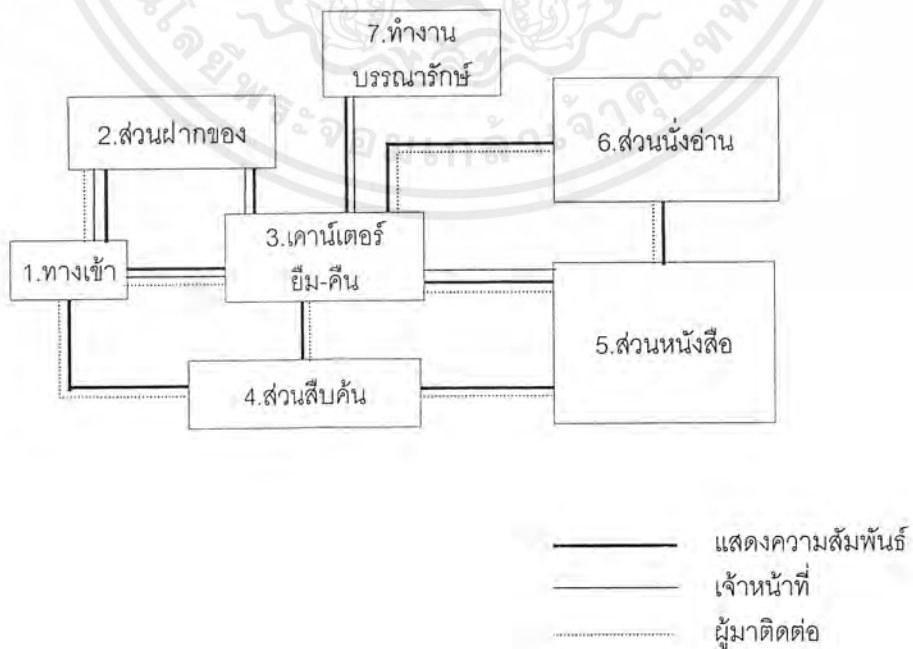 7.ทำงาน
บรรณารักษ์
2.ส่วนฝากของ
6.ส่วนนั่งอ่าน
3.เคาน์เตอร์
ยืม-คืน
1.ทางเข้า
5.ส่วนหนังสือ
4.ส่วนสืบค้น
แสดงความสัมพันธ์
เจ้าหน้าที่
ผู้มาติดต่อ